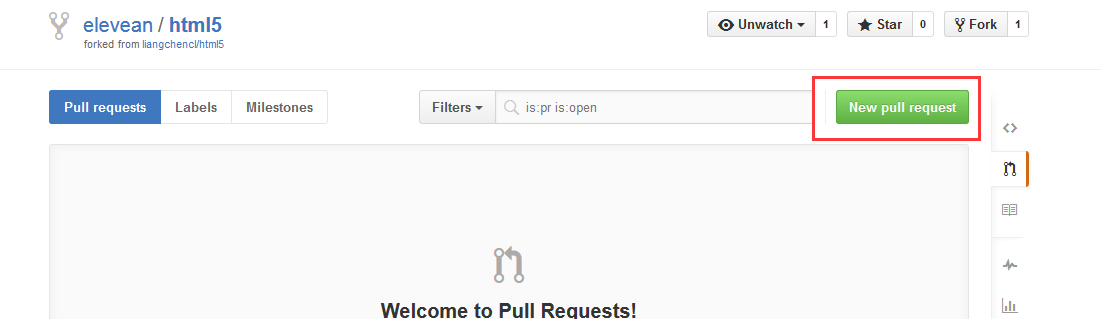 elevean / html5
forked from liangchencl/html5
Unwatch 1 Star 0 Fork 1
Pull requests Labels Milestones Filters is:pr is:open New pull request
Welcome to Pull Requests!